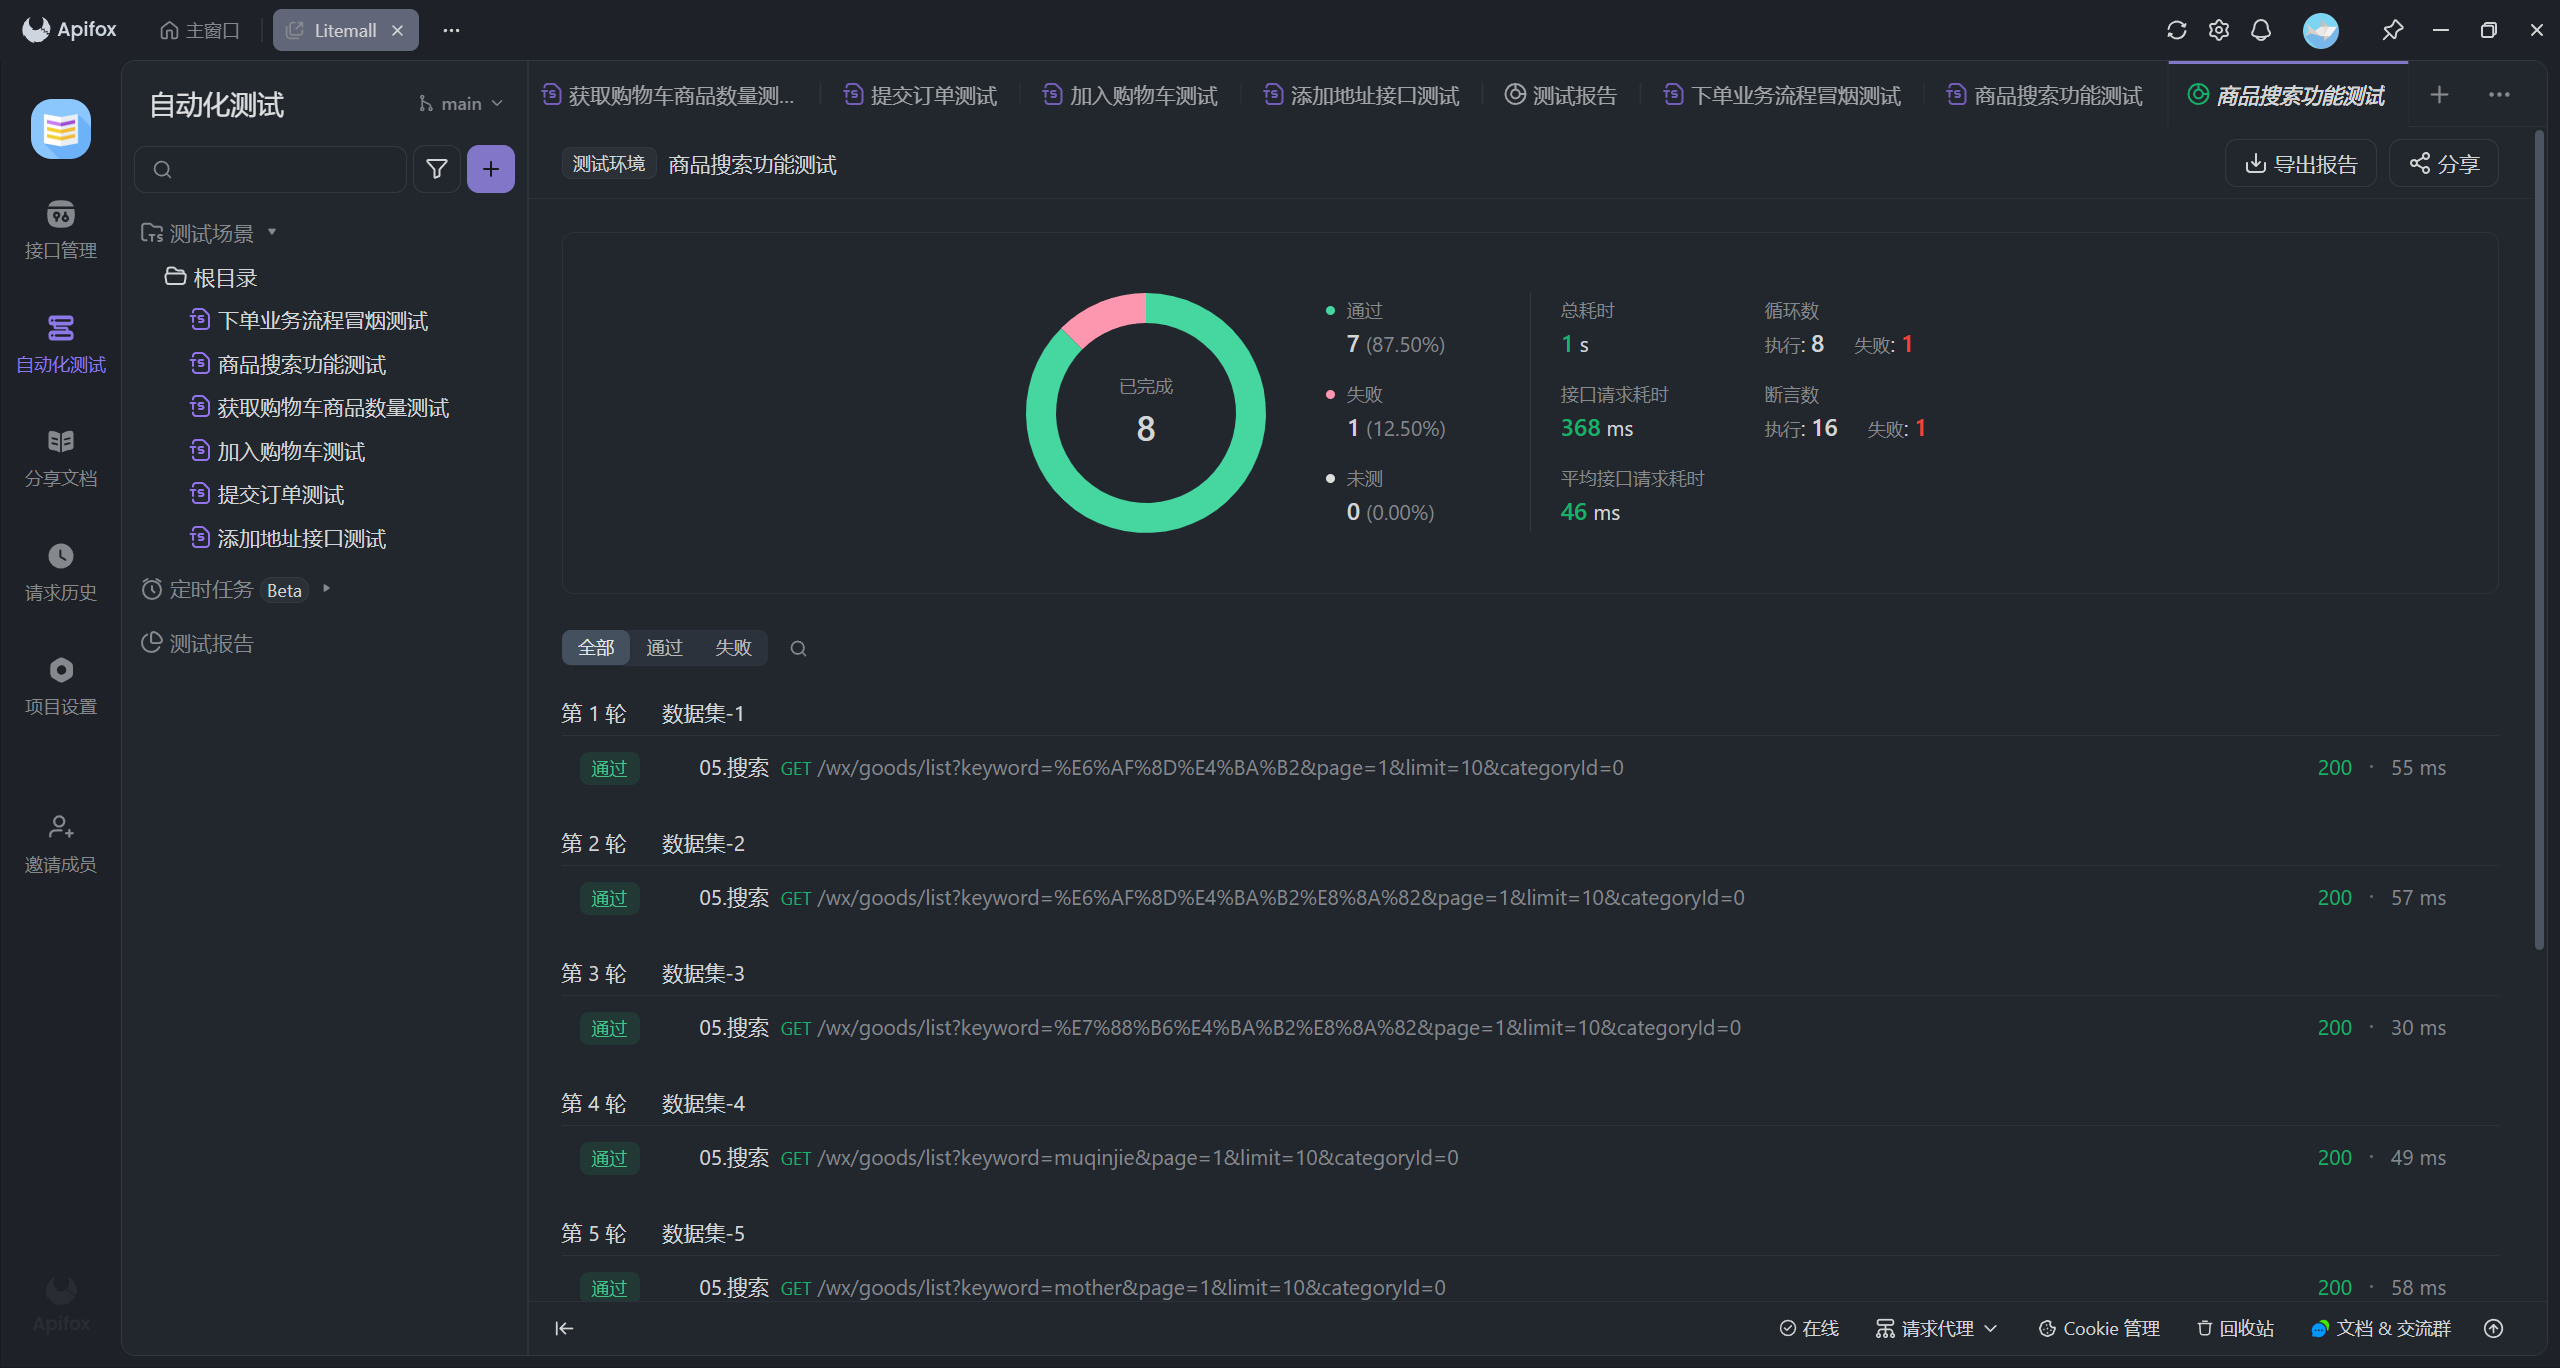 Apifox
主窗口
Litemall
接口管理
自动化测试
分享文档
请求历史
项目设置
邀请成员
Apifox
自动化测试
main
测试场景
根目录
下单业务流程冒烟测试
商品搜索功能测试
获取购物车商品数量测试
加入购物车测试
提交订单测试
添加地址接口测试
定时任务 Beta
测试报告
获取购物车商品数量测...
提交订单测试
加入购物车测试
添加地址接口测试
测试报告
下单业务流程冒烟测试
商品搜索功能测试
商品搜索功能测试
测试环境 商品搜索功能测试
导出报告
分享
已完成
8
通过
7 (87.50%)
失败
1 (12.50%)
未测
0 (0.00%)
总耗时
1 s
接口请求耗时
368 ms
平均接口请求耗时
46 ms
循环数
执行: 8 失败: 1
断言数
执行: 16 失败: 1
全部 通过 失败
第 1 轮 数据集-1
通过 05.搜索 GET /wx/goods/list?keyword=%E6%AF%8D%E4%BA%B2&page=1&limit=10&categoryId=0 200 · 55 ms
第 2 轮 数据集-2
通过 05.搜索 GET /wx/goods/list?keyword=%E6%AF%8D%E4%BA%B2%E8%8A%82&page=1&limit=10&categoryId=0 200 · 57 ms
第 3 轮 数据集-3
通过 05.搜索 GET /wx/goods/list?keyword=%E7%88%B6%E4%BA%B2%E8%8A%82&page=1&limit=10&categoryId=0 200 · 30 ms
第 4 轮 数据集-4
通过 05.搜索 GET /wx/goods/list?keyword=muqinjie&page=1&limit=10&categoryId=0 200 · 49 ms
第 5 轮 数据集-5
通过 05.搜索 GET /wx/goods/list?keyword=mother&page=1&limit=10&categoryId=0 200 · 58 ms
在线
请求代理
Cookie 管理
回收站
文档 & 交流群